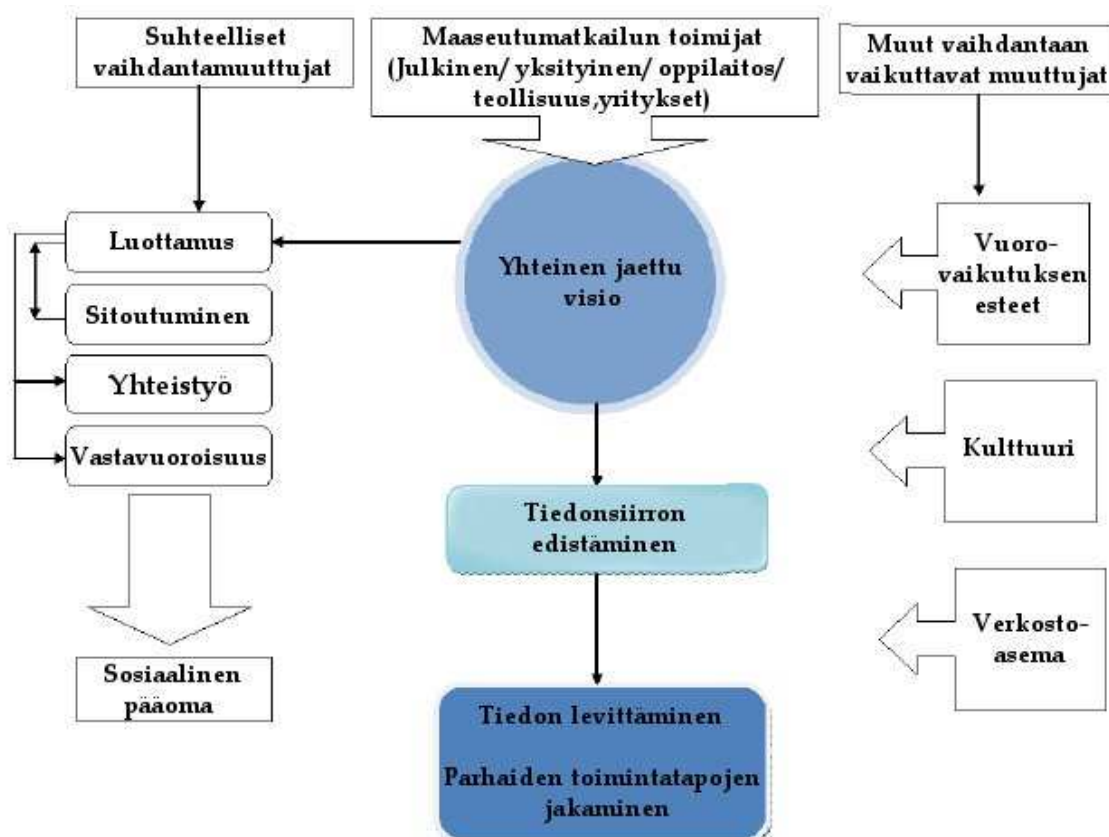 Suhteelliset
vaihdantamuuttujat
Maaseutumatkailun toimijat
(Julkinen/ yksityinen/ oppilaitos/
teollisuus,yritykset)
Muut vaihdantaan
vaikuttavat muuttujat
Luottamus
Sitoutuminen
Yhteistyö
Vastavuoroisuus
Sosiaalinen
pääoma
Yhteinen jaettu
visio
Tiedonsiirron
edistäminen
Tiedon levittäminen
Parhaiden toimintatapojen
jakaminen
Vuoro-
vaikutuksen
esteet
Kulttuuri
Verkosto-
asema